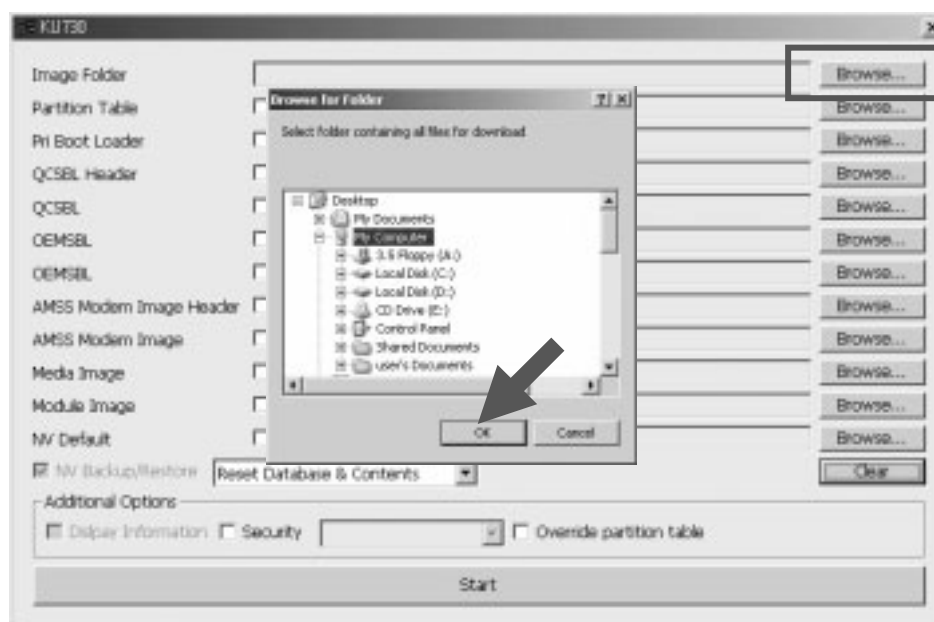 KU730
Image Folder
Browse...
Partition Table
Browse...
Pri Boot Loader
Browse...
QCSBL Header
Browse...
QCSBL
Browse...
OEMSBL
Browse...
OEMSBL
Browse...
AMSS Modem Image Header
Browse...
AMSS Modem Image
Browse...
Media Image
Browse...
Module Image
Browse...
NV Default
Browse...
NV Backup/Restore
Reset Database & Contents
Clear
Additional Options
Dislpay Information
Security
Override partition table
Start
Browse for Folder
Select folder containing all files for download
Desktop
My Documents
My Computer
3.5 Floppy (A:)
Local Disk (C:)
Local Disk (D:)
CD Drive (E:)
Control Panel
Shared Documents
user's Documents
OK
Cancel